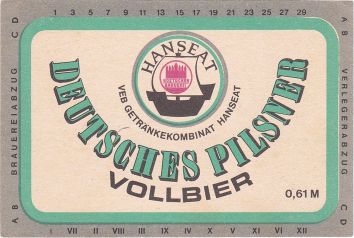 C D 1 3 5 7 9 11 13 15 17 19 21 23 25 27 29 A B
BRAUEREIABZUG
VERLEGERABZUG
HANSEAT
VEB GETRÄNKEKOMBINAT HANSEAT
DEUTSCHES PILSNER
VOLLBIER
0,61 M
A B I VII II VIII III IX IV X V XI VI XII C D